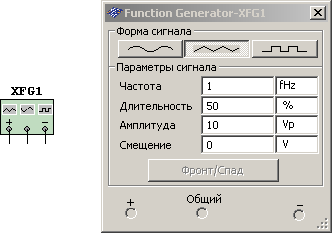 Function Generator-XFG1
Форма сигнала
XFG1
Параметры сигнала
Частота 1 fHz
Длительность 50 %
Амплитуда 10 Vp
Смещение 0 V
Фронт/Спад
+ Общий −
+ −